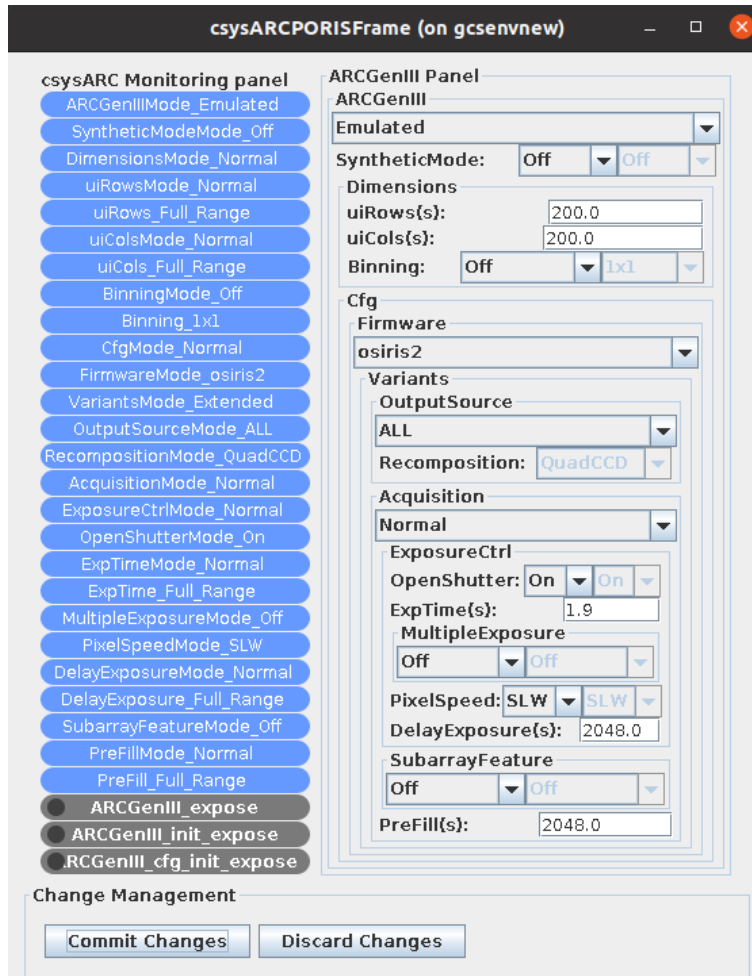 csysARCPORISFrame (on gcsenvnew)
csysARC Monitoring panel
ARCGenIIIMode_Emulated
SyntheticModeMode_Off
DimensionsMode_Normal
uiRowsMode_Normal
uiRows_Full_Range
uiColsMode_Normal
uiCols_Full_Range
BinningMode_Off
Binning_1x1
CfgMode_Normal
FirmwareMode_osiris2
VariantsMode_Extended
OutputSourceMode_ALL
RecompositionMode_QuadCCD
AcquisitionMode_Normal
ExposureCtrlMode_Normal
OpenShutterMode_On
ExpTimeMode_Normal
ExpTime_Full_Range
MultipleExposureMode_Off
PixelSpeedMode_SLW
DelayExposureMode_Normal
DelayExposure_Full_Range
SubarrayFeatureMode_Off
PreFillMode_Normal
PreFill_Full_Range
ARCGenIII_expose
ARCGenIII_init_expose
ARCGenIII_cfg_init_expose
ARCGenIII Panel
ARCGenIII
Emulated
SyntheticMode: Off Off
Dimensions
uiRows{s}: 200.0
uiCols{s}: 200.0
Binning: Off 1x1
Cfg
Firmware
osiris2
Variants
OutputSource
ALL
Recomposition: QuadCCD
Acquisition
Normal
ExposureCtrl
OpenShutter: On On
ExpTime{s}: 1.9
MultipleExposure
Off Off
PixelSpeed: SLW SLW
DelayExposure{s}: 2048.0
SubarrayFeature
Off Off
PreFill{s}: 2048.0
Change Management
Commit Changes Discard Changes